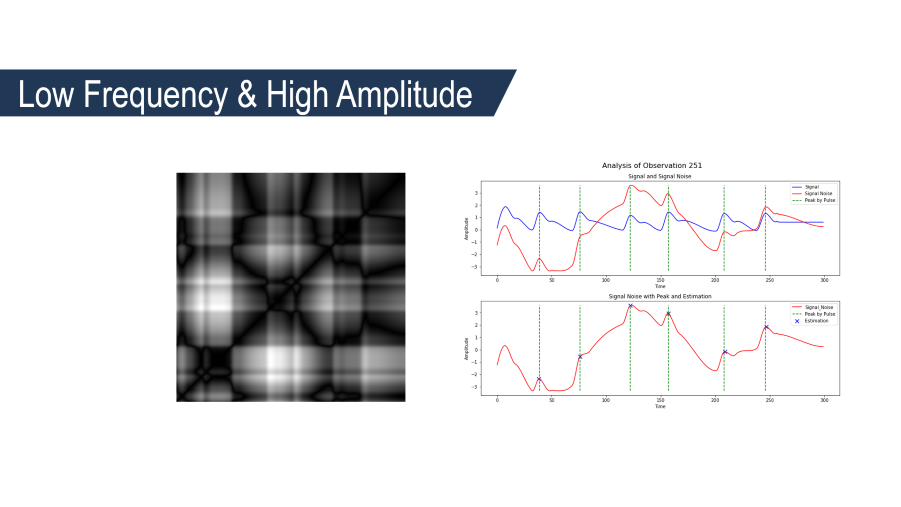 Low Frequency & High Amplitude
Analysis of Observation 251
Signal and Signal Noise
Amplitude
3
2
1
0
−1
−2
−3
Signal
Signal Noise
Peak by Pulse
0 50 100 150 200 250 300
Time
Signal Noise with Peak and Estimation
Amplitude
3
2
1
0
−1
−2
−3
Signal_Noise
Peak by Pulse
Estimation
0 50 100 150 200 250 300
Time